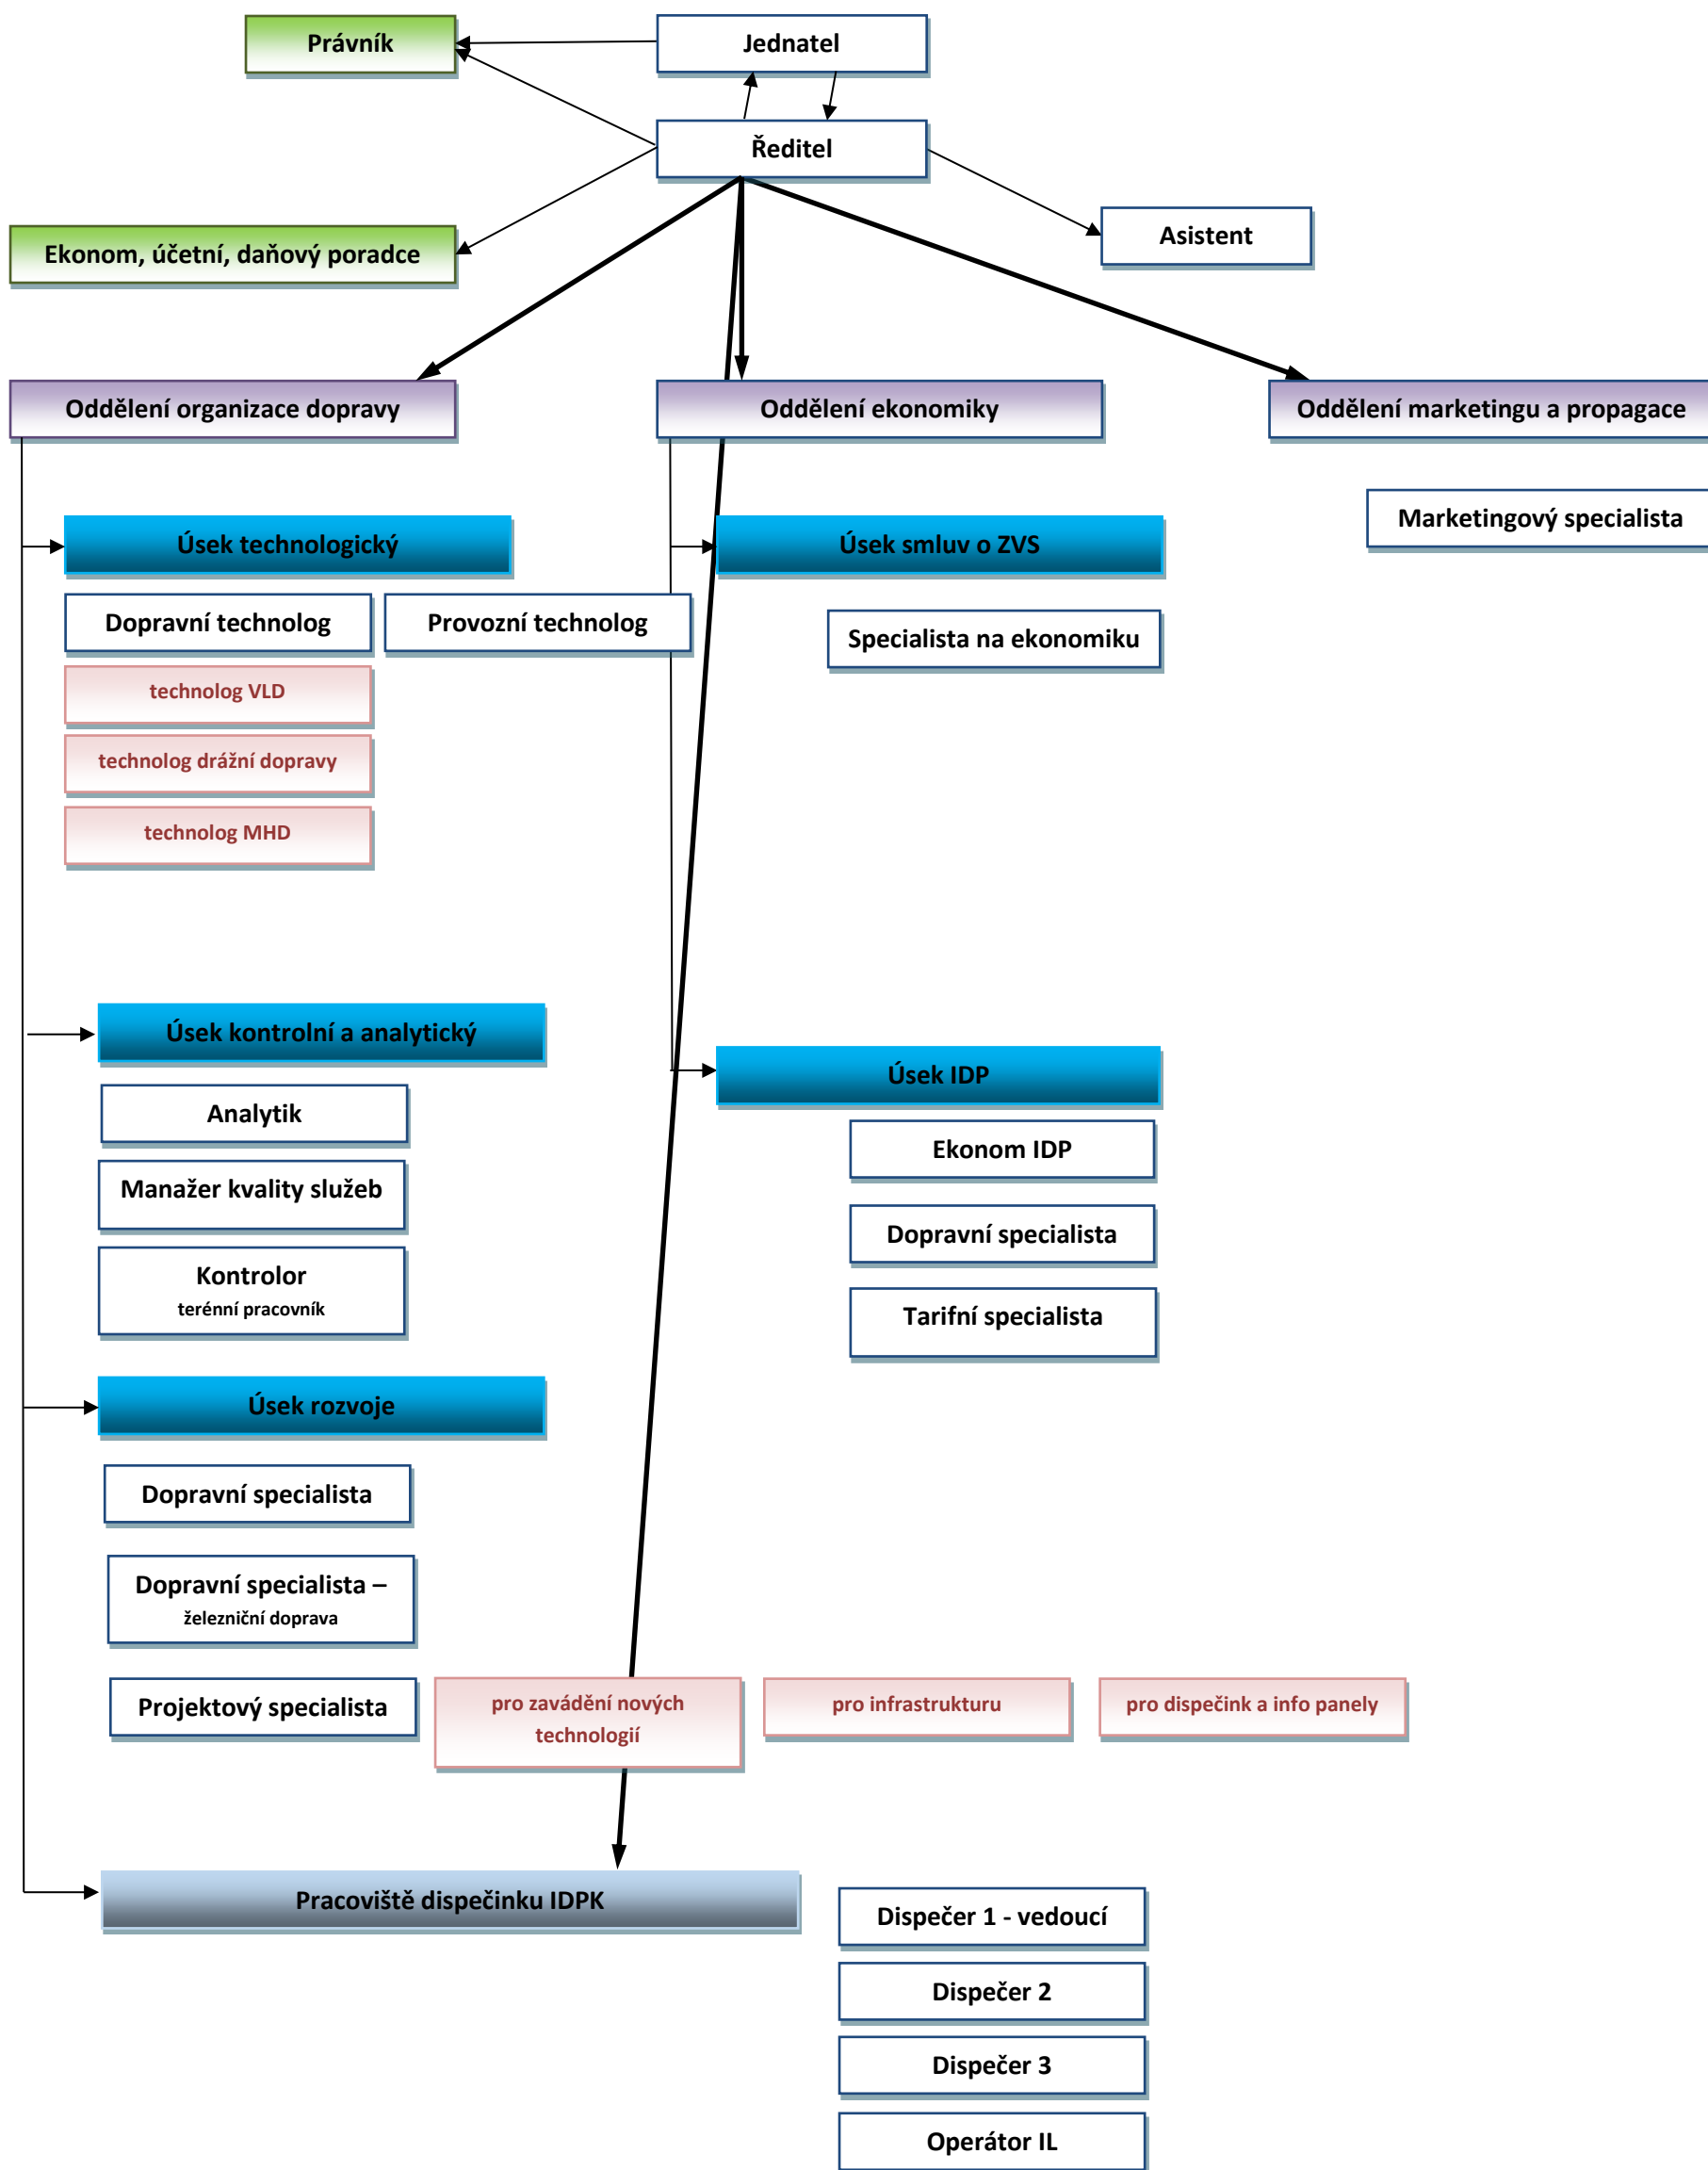 Právník
Jednatel
Ředitel
Ekonom, účetní, daňový poradce
Asistent
Oddělení organizace dopravy
Oddělení ekonomiky
Oddělení marketingu a propagace
Marketingový specialista
Úsek technologický
Úsek smluv o ZVS
Dopravní technolog
Provozní technolog
Specialista na ekonomiku
technolog VLD
technolog drážní dopravy
technolog MHD
Úsek kontrolní a analytický
Úsek IDP
Analytik
Ekonom IDP
Manažer kvality služeb
Dopravní specialista
Kontrolor
terénní pracovník
Tarifní specialista
Úsek rozvoje
Dopravní specialista
Dopravní specialista –
železniční doprava
Projektový specialista
pro zavádění nových
technologií
pro infrastrukturu
pro dispečink a info panely
Pracoviště dispečinku IDPK
Dispečer 1 - vedoucí
Dispečer 2
Dispečer 3
Operátor IL